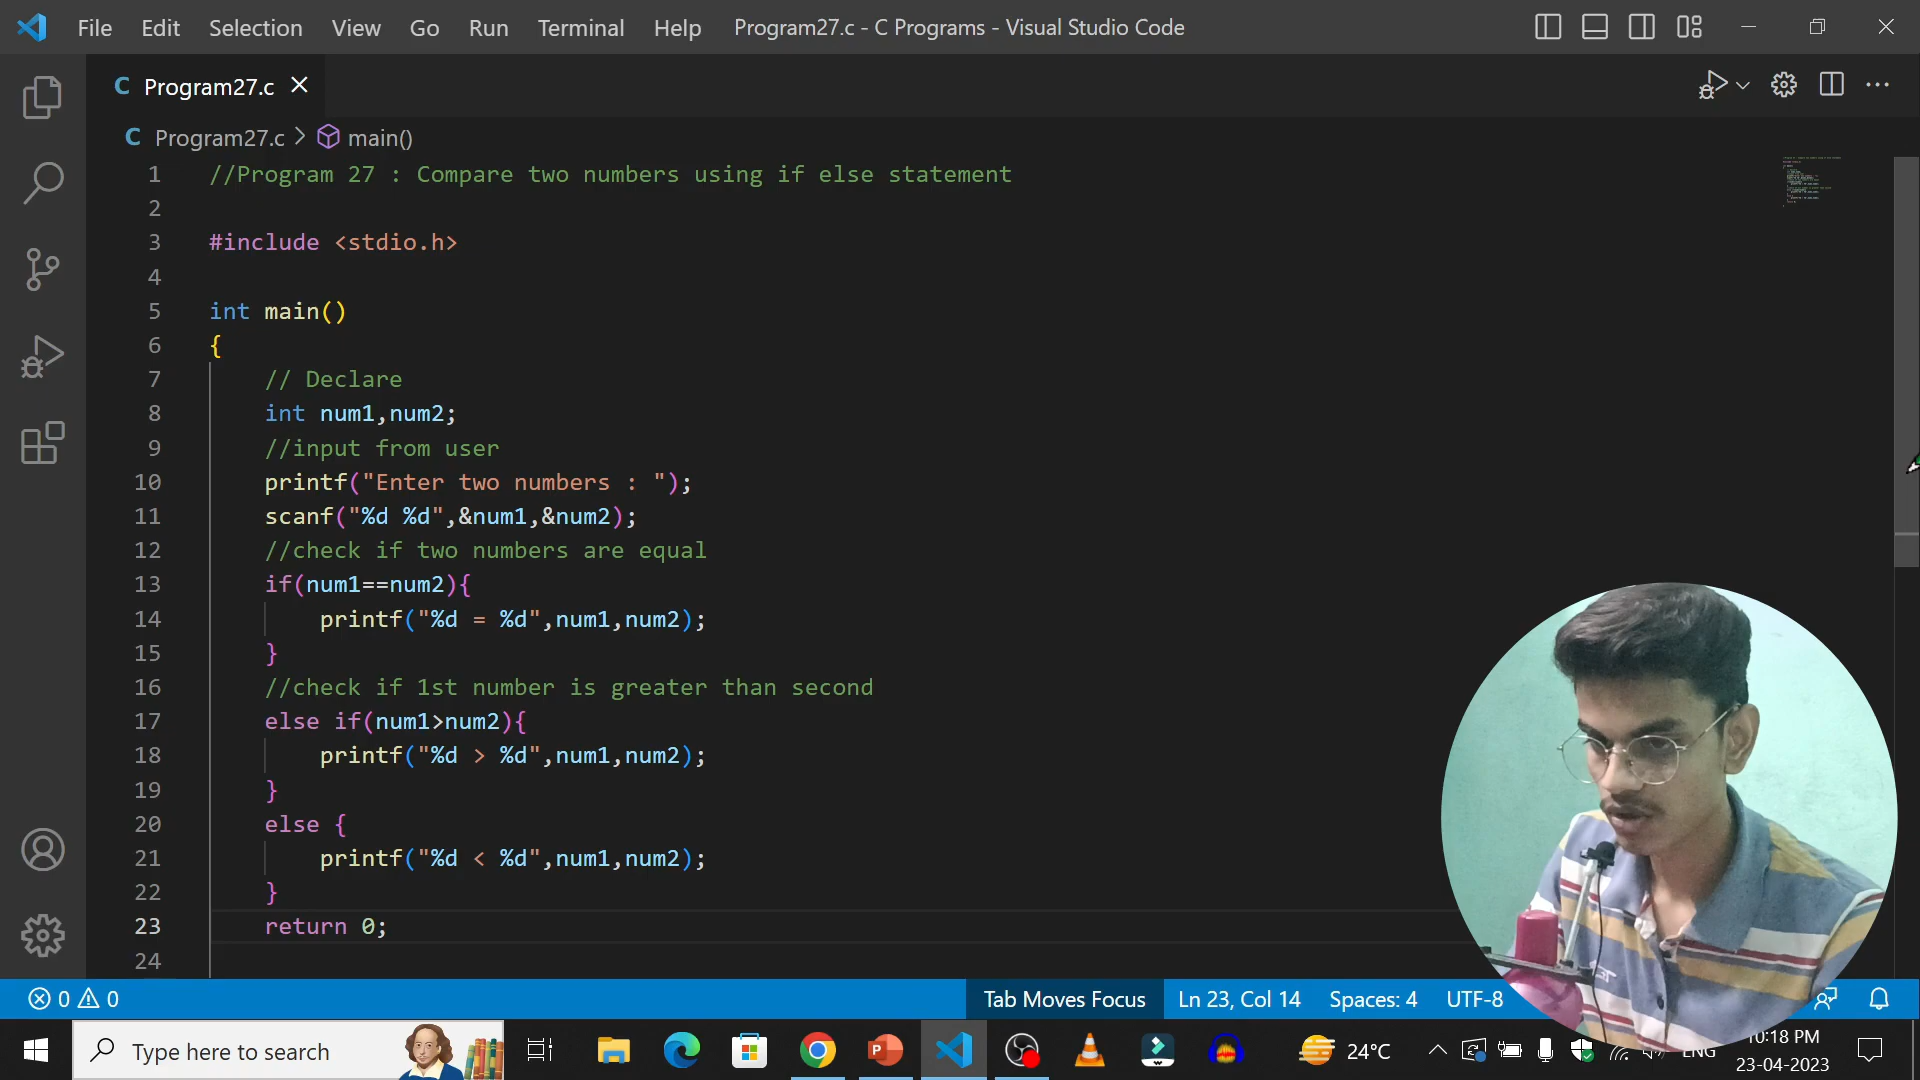 File Edit Selection View Go Run Terminal Help Program27.c - C Programs - Visual Studio Code
C Program27.c
C Program27.c > main()
1 //Program 27 : Compare two numbers using if else statement
2
3 #include <stdio.h>
4
5 int main()
6 {
7 // Declare
8 int num1,num2;
9 //input from user
10 printf("Enter two numbers : ");
11 scanf("%d %d",&num1,&num2);
12 //check if two numbers are equal
13 if(num1==num2){
14 printf("%d = %d",num1,num2);
15 }
16 //check if 1st number is greater than second
17 else if(num1>num2){
18 printf("%d > %d",num1,num2);
19 }
20 else {
21 printf("%d < %d",num1,num2);
22 }
23 return 0;
24
0 0 Tab Moves Focus Ln 23, Col 14 Spaces: 4 UTF-8
Type here to search P 24°C ENG 10:18 PM
23-04-2023